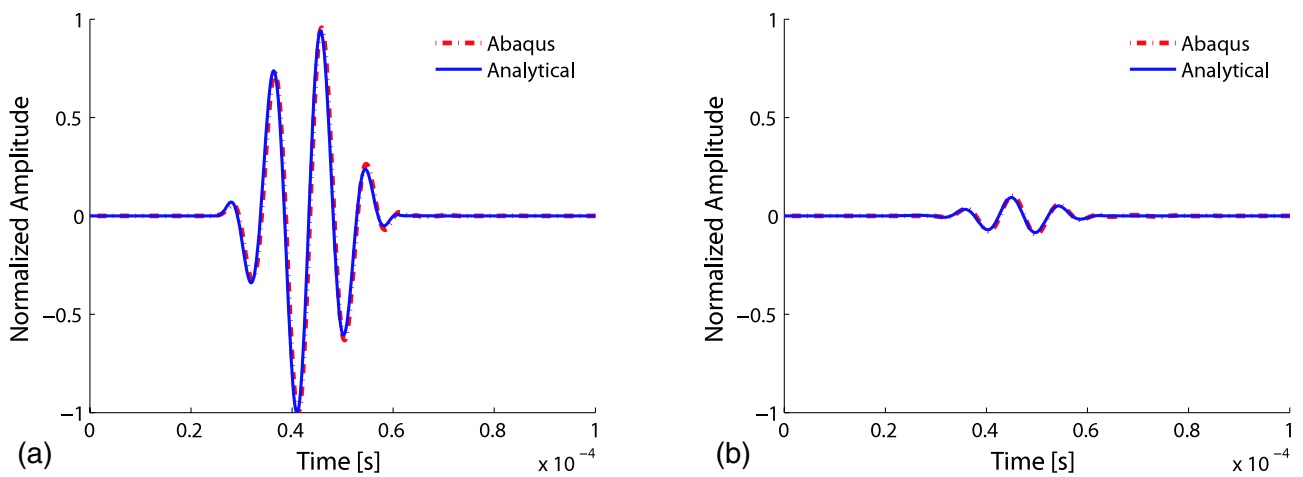 1
0.5
0
−0.5
−1
Normalized Amplitude
Abaqus
Analytical
0
0.2
0.4
0.6
0.8
1
Time [s]
x 10⁻⁴
(a)
1
0.5
0
−0.5
−1
Normalized Amplitude
Abaqus
Analytical
0
0.2
0.4
0.6
0.8
1
Time [s]
x 10⁻⁴
(b)